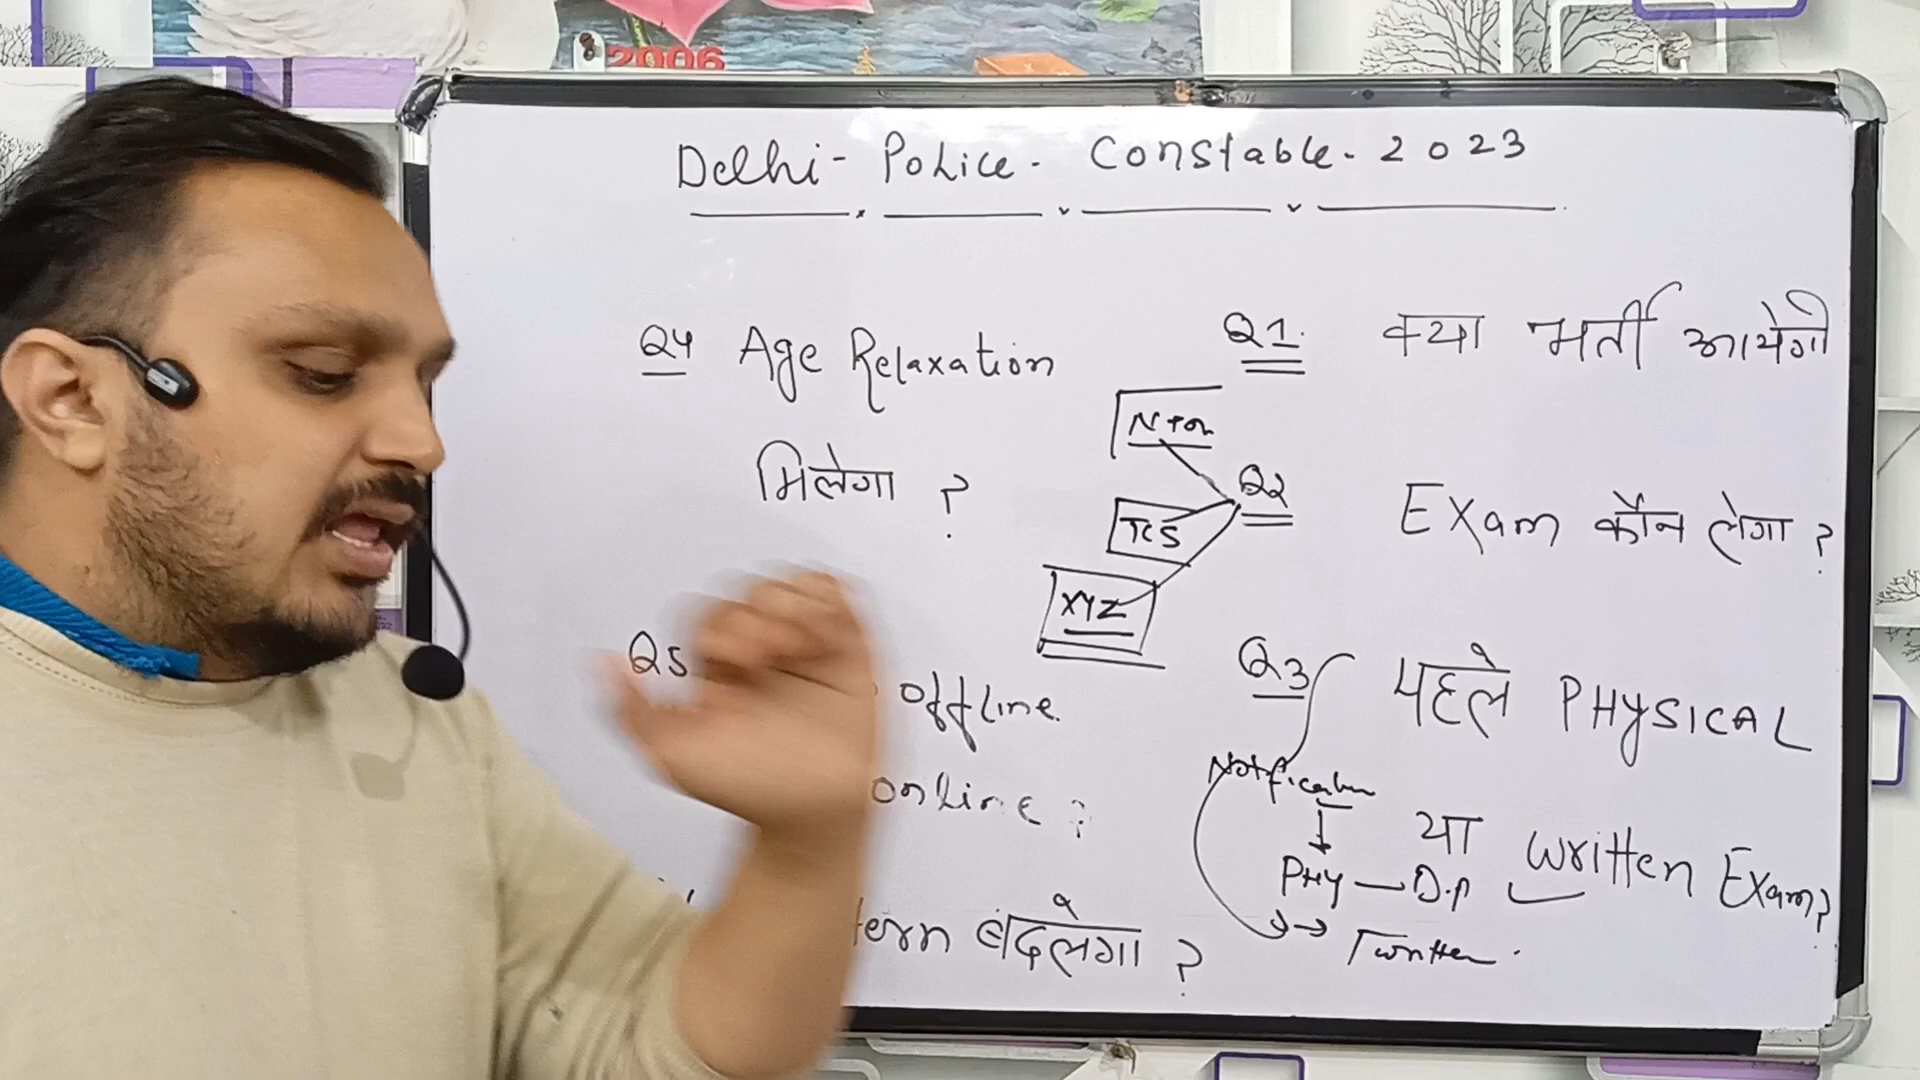 2006
Delhi - Police - Constable - 2023
Q1. क्या भर्ती आयेगी
Q2 Exam कौन लेगा ?
TCS
XYZ
Q3 पहले PHYSICAL
या written Exam?
Notification
PHY — D.P
written.
Q4 Age Relaxation
मिलेगा ?
Q5 offline
online ?
tern बदलेगा ?